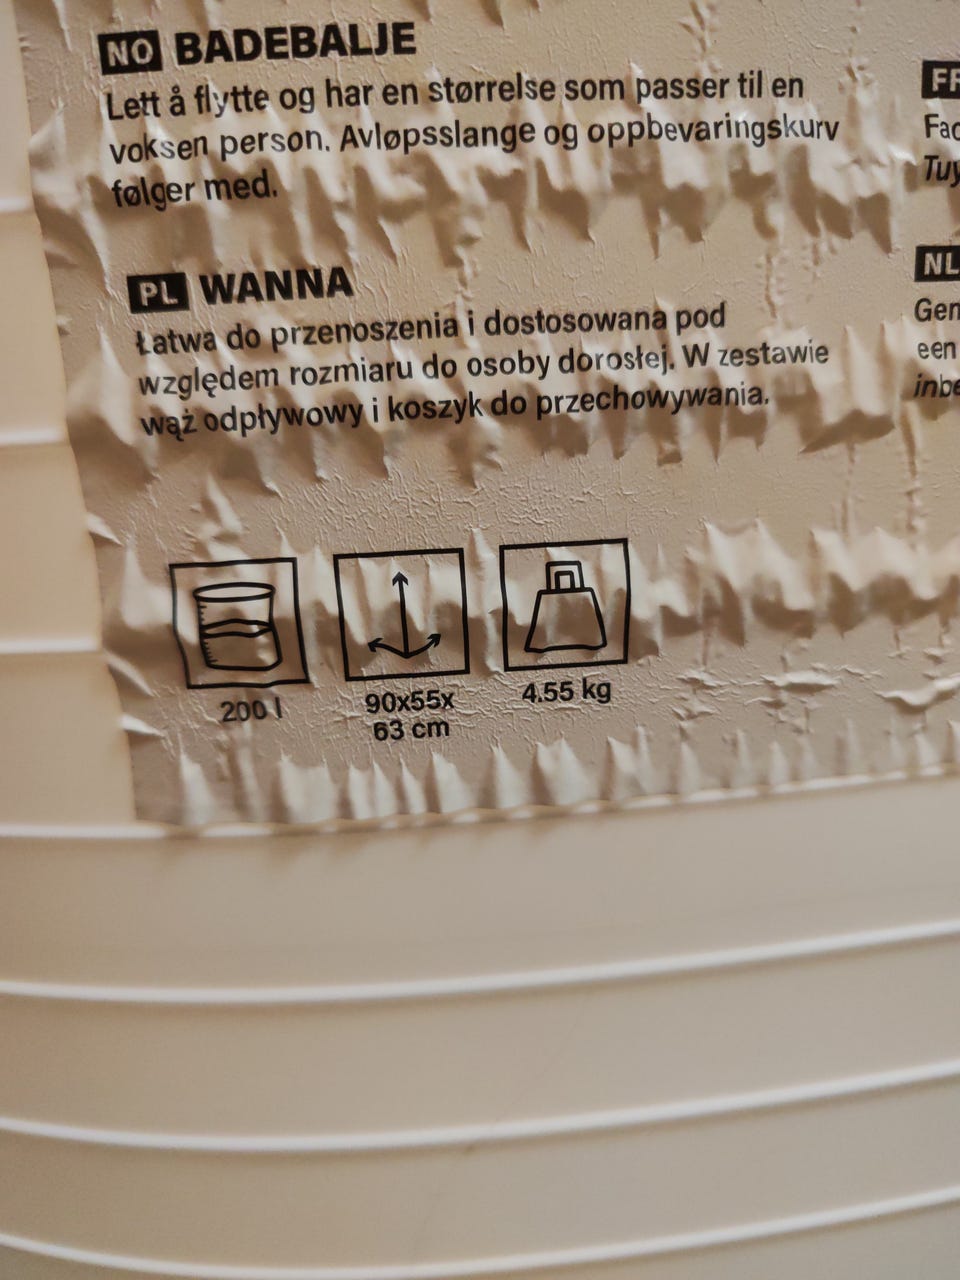 NO BADEBALJE
Lett å flytte og har en størrelse som passer til en
voksen person. Avløpsslange og oppbevaringskurv
følger med.
PL WANNA
Łatwa do przenoszenia i dostosowana pod
względem rozmiaru do osoby dorosłej. W zestawie
wąż odpływowy i koszyk do przechowywania.
200 l
90x55x
63 cm
4.55 kg
NL